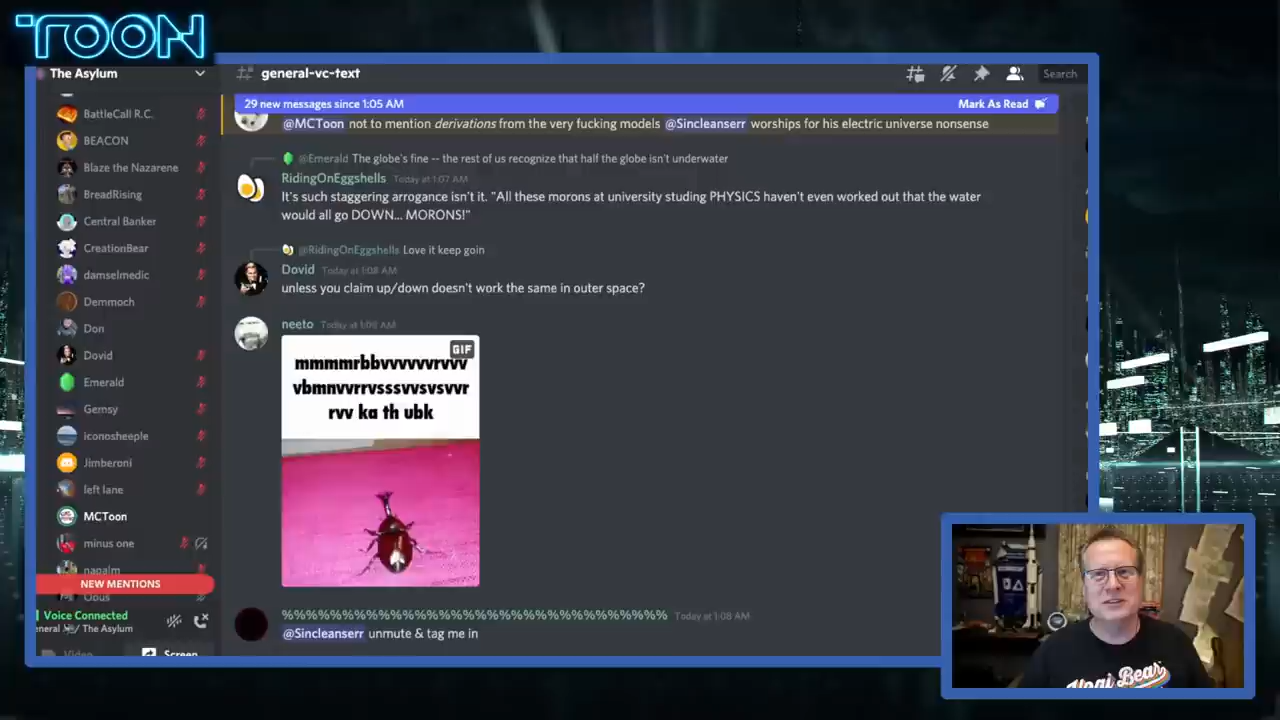 TOON
The Asylum
general-vc-text
Search
29 new messages since 1:05 AM
Mark As Read
@MCToon not to mention derivations from the very fucking models @Sincleanserr worships for his electric universe nonsense
BattleCall R.C.
BEACON
Blaze the Nazarene
BreadRising
Central Banker
CreationBear
damselmedic
Demmoch
Don
Dovid
Emerald
Gemsy
iconosheeple
Jimberoni
left lane
MCToon
minus one
napalm
Opus
NEW MENTIONS
Voice Connected
eneral / The Asylum
Video
Screen
@Emerald The globe's fine -- the rest of us recognize that half the globe isn't underwater
RidingOnEggshells Today at 1:07 AM
It's such staggering arrogance isn't it. "All these morons at university studing PHYSICS haven't even worked out that the water
would all go DOWN... MORONS!"
@RidingOnEggshells Love it keep goin
Dovid Today at 1:08 AM
unless you claim up/down doesn't work the same in outer space?
neeto Today at 1:08 AM
GIF
mmmmrbbvvvvvvrvvv
vbmnvvrrvsssvvsvsvvr
rvv ka th ubk
%%%%%%%%%%%%%%%%%%%%%%%%%%%%%%%% Today at 1:08 AM
@Sincleanserr unmute & tag me in
Yogi Bear